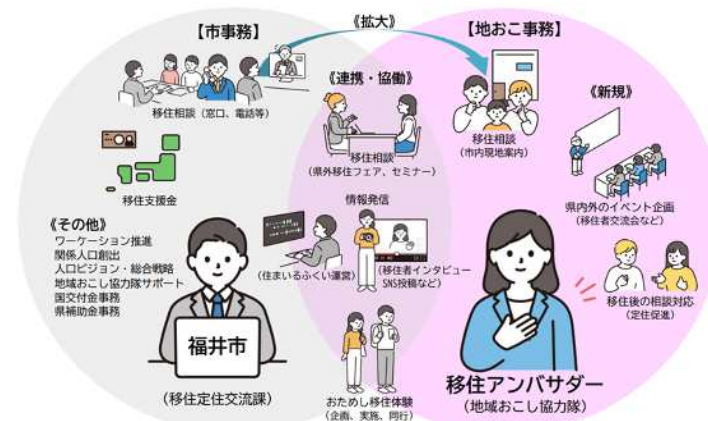 【市事務】
《拡大》
【地おこ事務】
移住相談（窓口、電話等）
《連携・協働》
移住相談
（県外移住フェア、セミナー）
移住相談
（市内現地案内）
《新規》
県内外のイベント企画
（移住者交流会など）
移住支援金
《その他》
ワーケーション推進
関係人口創出
人口ビジョン・総合戦略
地域おこし協力隊サポート
国交付金事務
県補助金事務
情報発信
（住まいるふくい運営）
（移住者インタビュー
SNS投稿など）
移住後の相談対応
（定住促進）
福井市
（移住定住交流課）
おためし移住体験
（企画、実施、同行）
移住アンバサダー
（地域おこし協力隊）